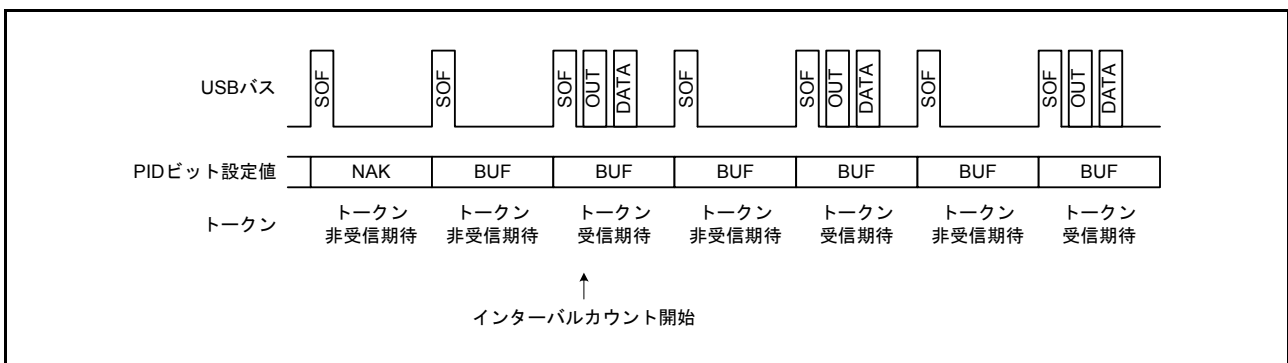 USBバス
SOF SOF SOF OUT DATA SOF SOF OUT DATA SOF SOF OUT DATA
PIDビット設定値 NAK BUF BUF BUF BUF BUF BUF
トークン
トークン 非受信期待
トークン 非受信期待
トークン 受信期待
トークン 非受信期待
トークン 受信期待
トークン 非受信期待
トークン 受信期待
↑
インターバルカウント開始